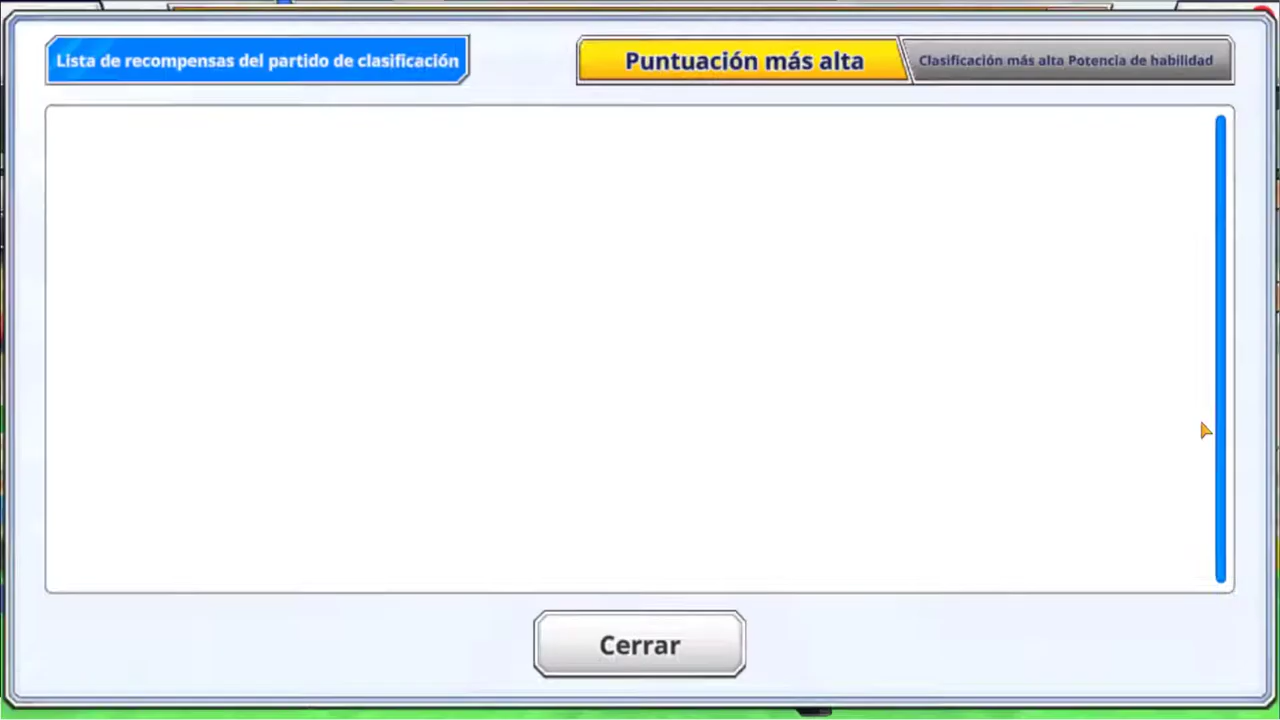 Lista de recompensas del partido de clasificación
Puntuación más alta
Clasificación más alta Potencia de habilidad
Cerrar